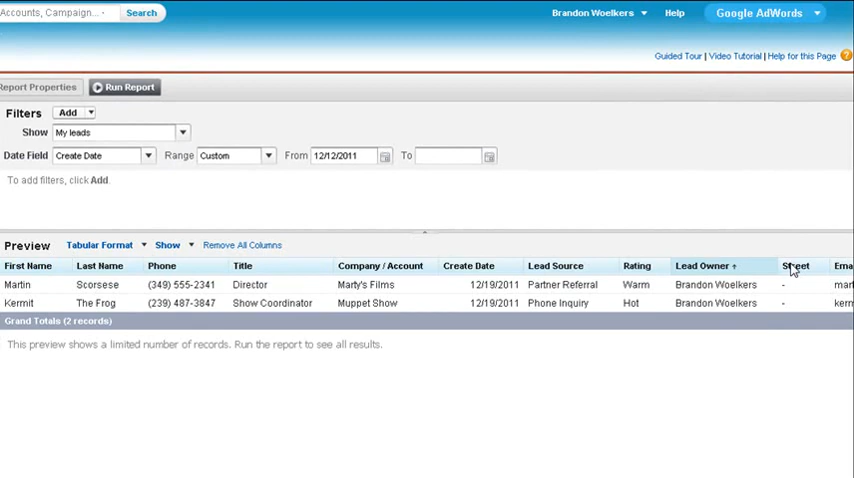 Accounts, Campaign... Search Brandon Woelkers Help Google AdWords
Guided Tour | Video Tutorial | Help for this Page ?
Report Properties Run Report
Filters Add
Show My leads
Date Field Create Date Range Custom From 12/12/2011 To
To add filters, click Add.
Preview Tabular Format Show Remove All Columns
First Name Last Name Phone Title Company / Account Create Date Lead Source Rating Lead Owner ↑ Street Ema
Martin Scorsese (349) 555-2341 Director Marty's Films 12/19/2011 Partner Referral Warm Brandon Woelkers - mart
Kermit The Frog (239) 487-3847 Show Coordinator Muppet Show 12/19/2011 Phone Inquiry Hot Brandon Woelkers - kerm
Grand Totals (2 records)
This preview shows a limited number of records. Run the report to see all results.